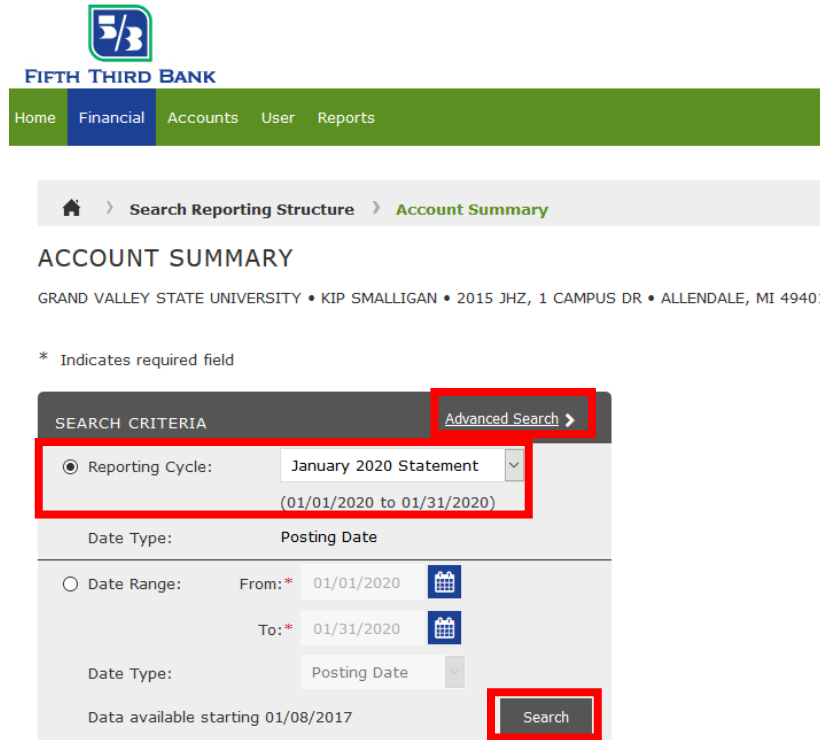 5/3
FIFTH THIRD BANK
Home Financial Accounts User Reports
Search Reporting Structure Account Summary
ACCOUNT SUMMARY
GRAND VALLEY STATE UNIVERSITY • KIP SMALLIGAN • 2015 JHZ, 1 CAMPUS DR • ALLENDALE, MI 49401
* Indicates required field
SEARCH CRITERIA Advanced Search
Reporting Cycle: January 2020 Statement
(01/01/2020 to 01/31/2020)
Date Type: Posting Date
Date Range: From:* 01/01/2020
To:* 01/31/2020
Date Type: Posting Date
Data available starting 01/08/2017 Search